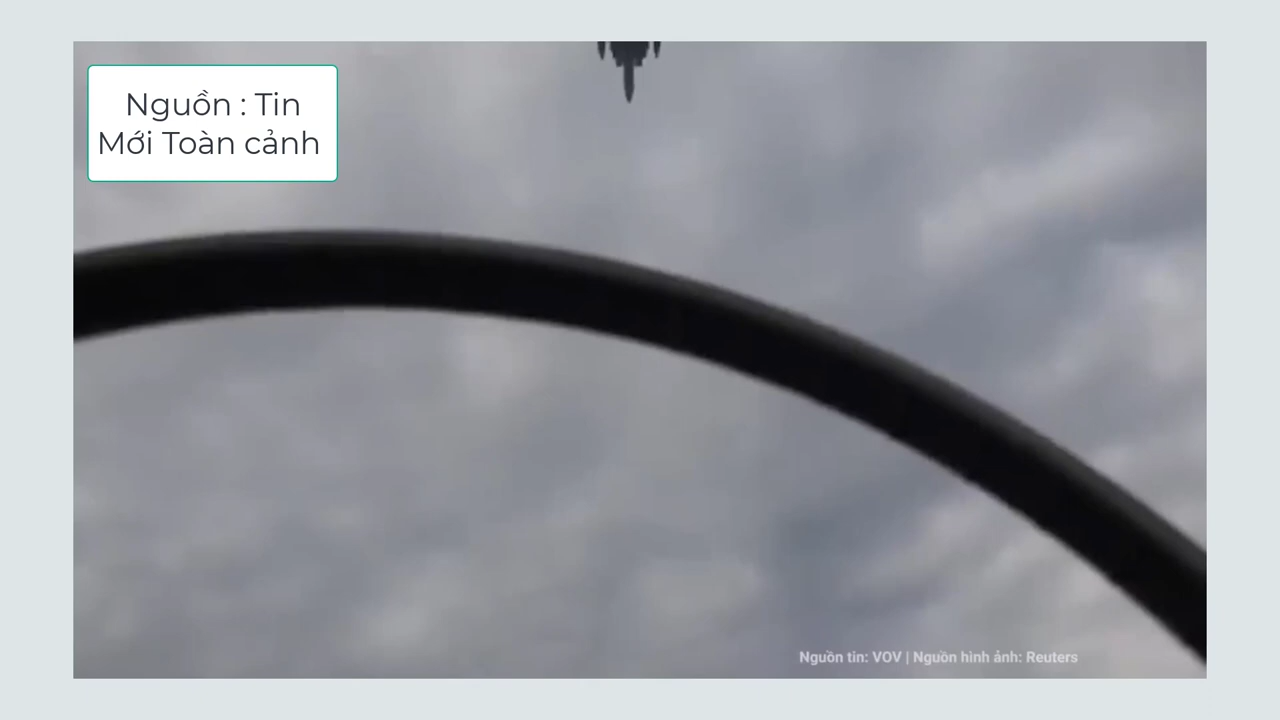 Nguồn : Tin
Mới Toàn cảnh
Nguồn tin: VOV | Nguồn hình ảnh: Reuters